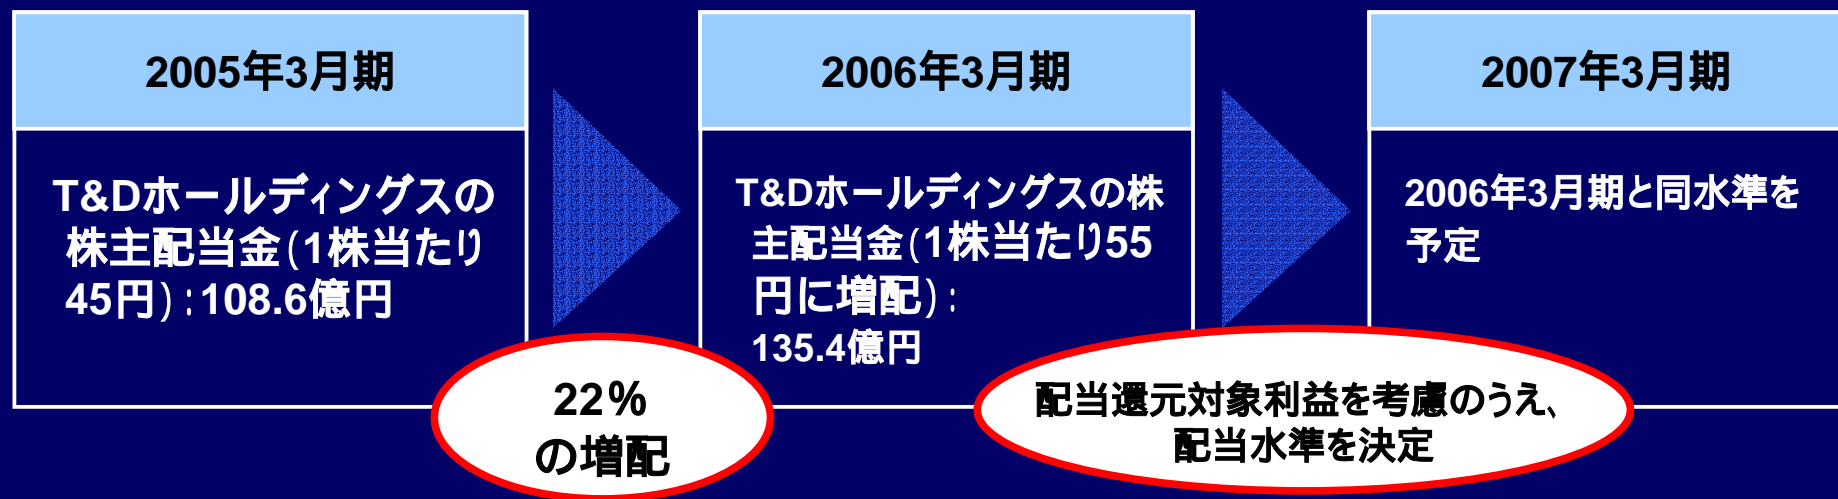 2005年3月期
T&Dホールディングスの
株主配当金(1株当たり
45円):108.6億円
22%
の増配
2006年3月期
T&Dホールディングスの株
主配当金(1株当たり55
円に増配):
135.4億円
配当還元対象利益を考慮のうえ、
配当水準を決定
2007年3月期
2006年3月期と同水準を
予定